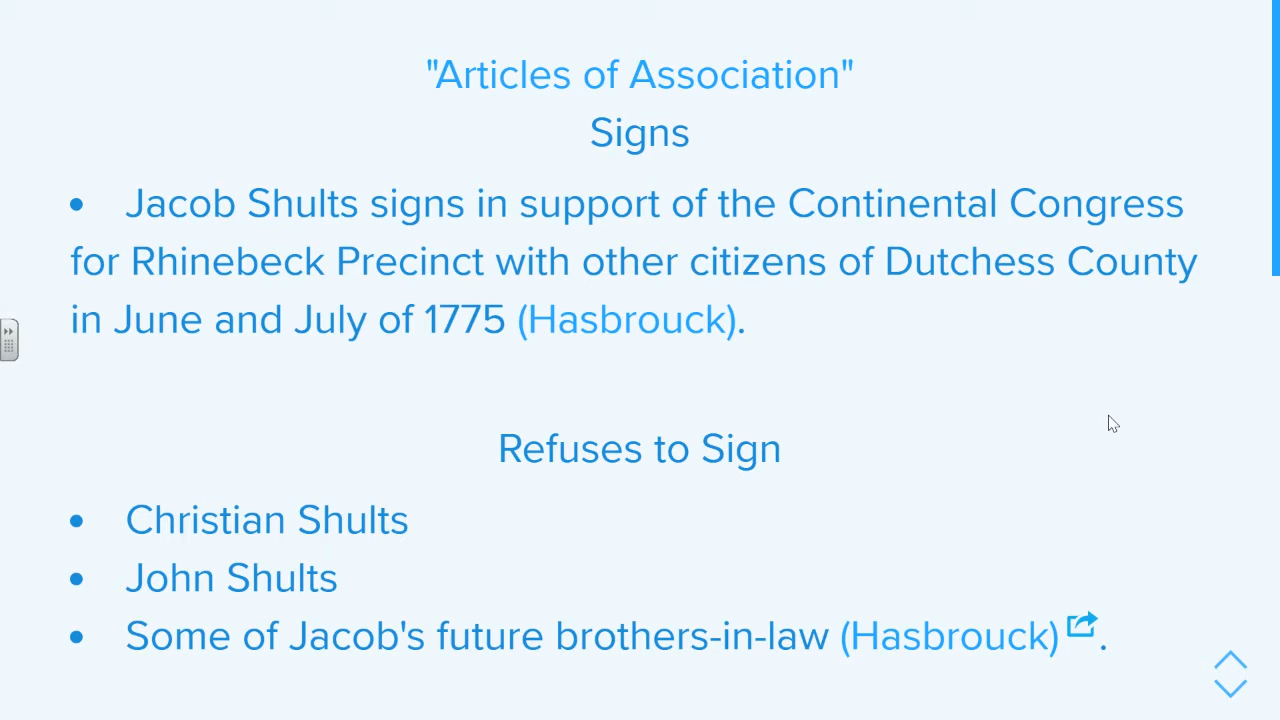 "Articles of Association"
Signs
• Jacob Shults signs in support of the Continental Congress
for Rhinebeck Precinct with other citizens of Dutchess County
in June and July of 1775 (Hasbrouck).
Refuses to Sign
• Christian Shults
• John Shults
• Some of Jacob's future brothers-in-law (Hasbrouck) .